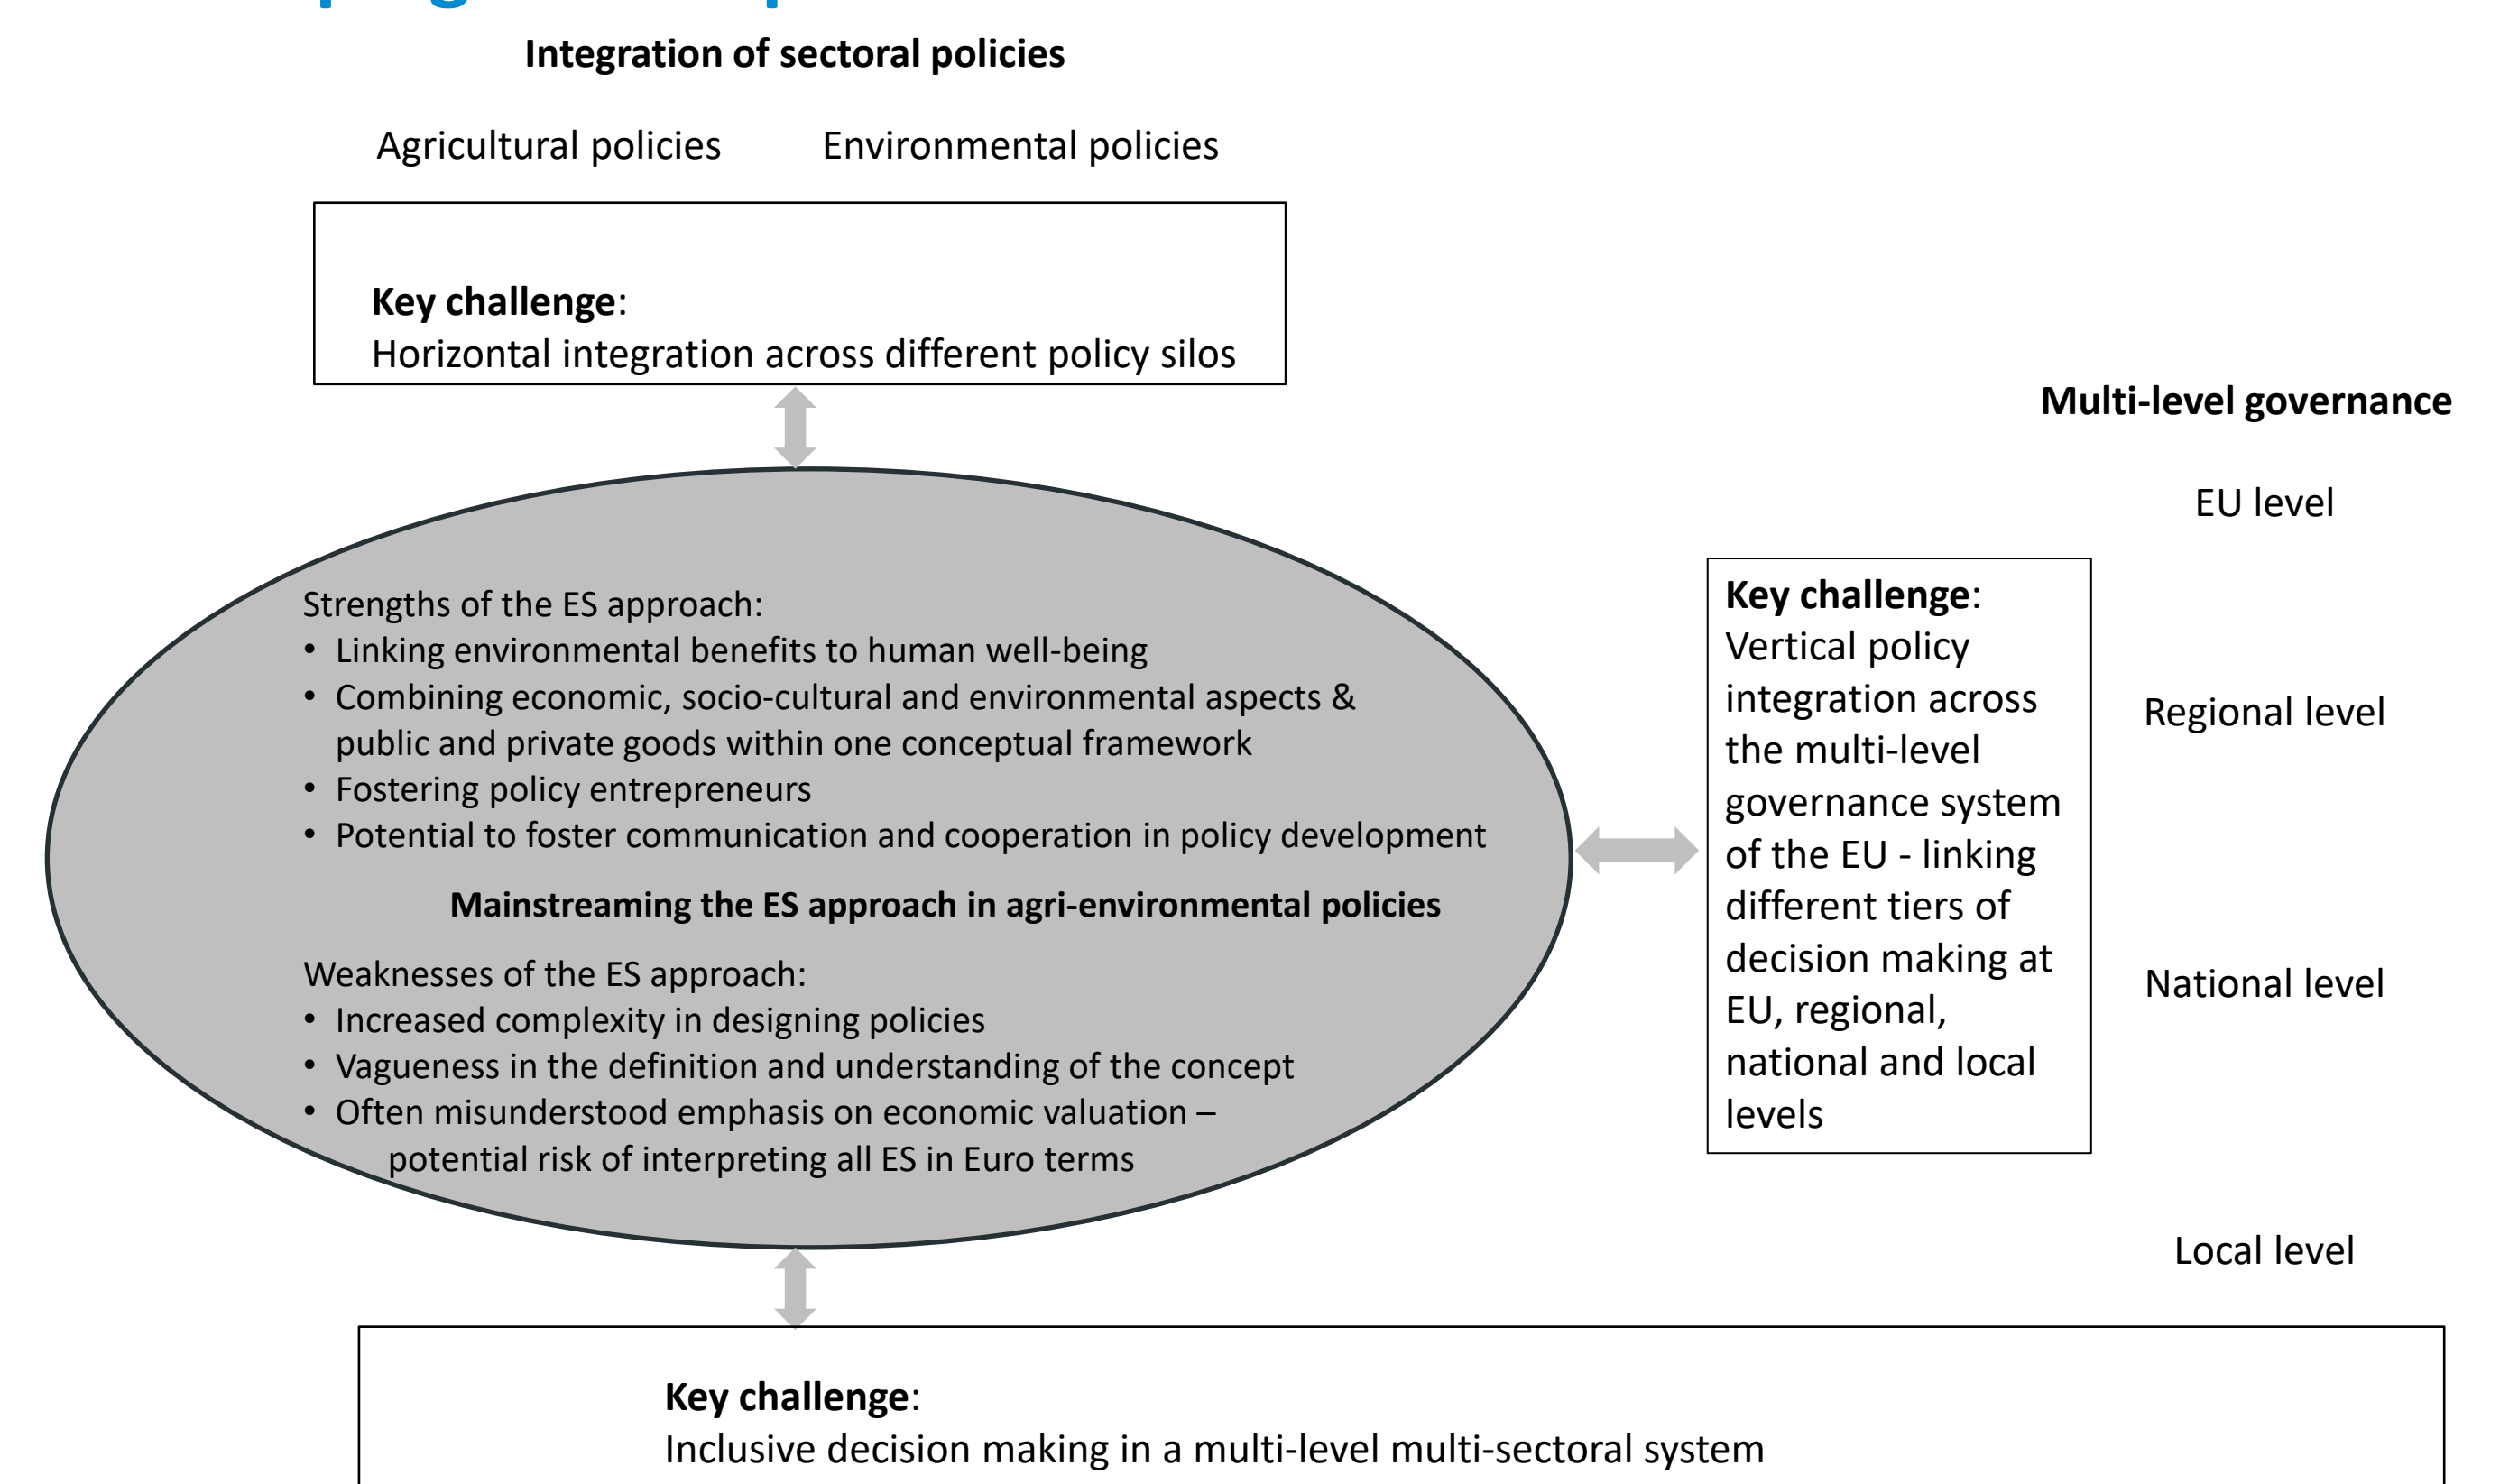 Integration of sectoral policies
Agricultural policies
Environmental policies
Key challenge:
Horizontal integration across different policy silos
Multi-level governance
EU level
Regional level
National level
Local level
Strengths of the ES approach:
• Linking environmental benefits to human well-being
• Combining economic, socio-cultural and environmental aspects &
public and private goods within one conceptual framework
• Fostering policy entrepreneurs
• Potential to foster communication and cooperation in policy development
Mainstreaming the ES approach in agri-environmental policies
Weaknesses of the ES approach:
• Increased complexity in designing policies
• Vagueness in the definition and understanding of the concept
• Often misunderstood emphasis on economic valuation –
potential risk of interpreting all ES in Euro terms
Key challenge:
Vertical policy
integration across
the multi-level
governance system
of the EU - linking
different tiers of
decision making at
EU, regional,
national and local
levels
Key challenge:
Inclusive decision making in a multi-level multi-sectoral system